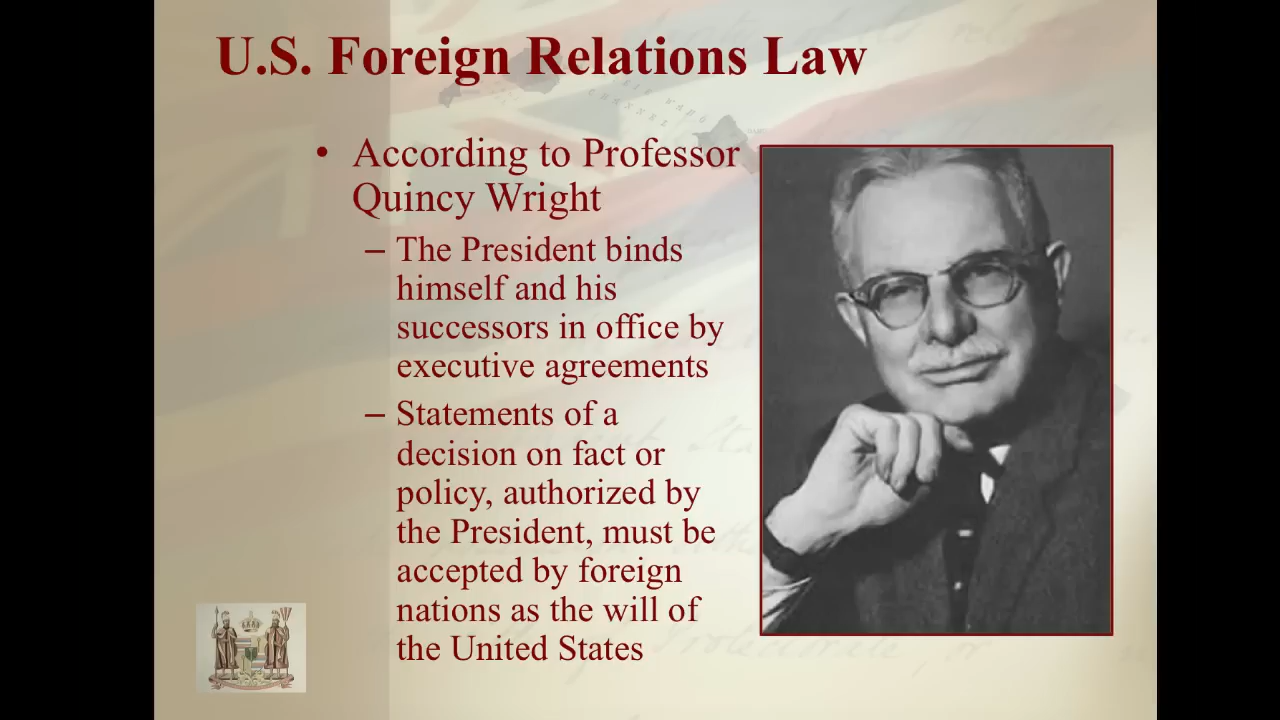 U.S. Foreign Relations Law
• According to Professor
Quincy Wright
– The President binds
himself and his
successors in office by
executive agreements
– Statements of a
decision on fact or
policy, authorized by
the President, must be
accepted by foreign
nations as the will of
the United States